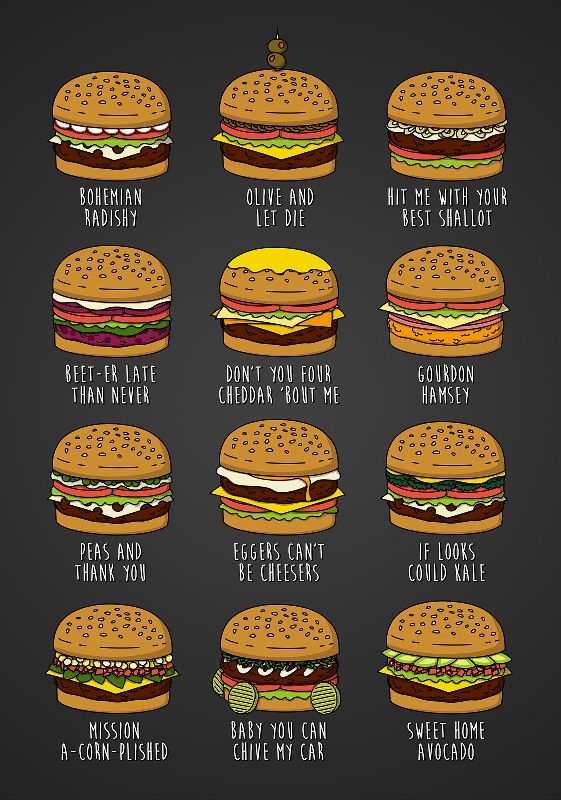 BOHEMIAN
RADISHY
OLIVE AND
LET DIE
HIT ME WITH YOUR
BEST SHALLOT
BEET-ER LATE
THAN NEVER
DON'T YOU FOUR
CHEDDAR 'BOUT ME
GOURDON
HAMSEY
PEAS AND
THANK YOU
EGGERS CAN'T
BE CHEESERS
IF LOOKS
COULD KALE
MISSION
A-CORN-PLISHED
BABY YOU CAN
CHIVE MY CAR
SWEET HOME
AVOCADO